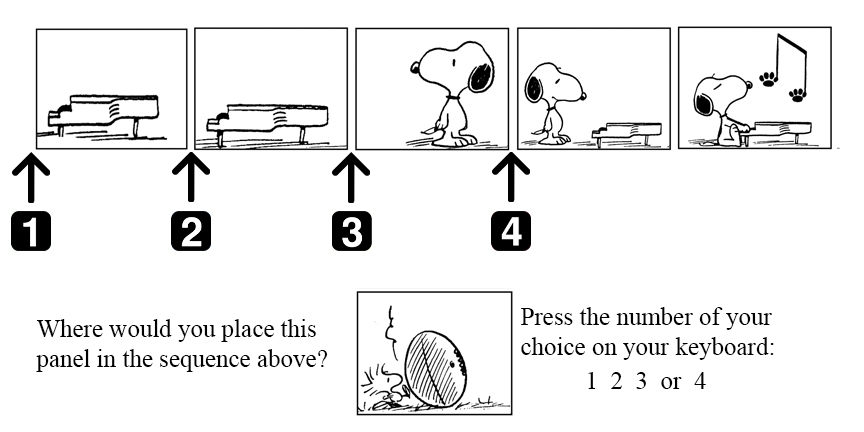 1 2 3 4
Where would you place this
panel in the sequence above?
Press the number of your
choice on your keyboard:
1 2 3 or 4